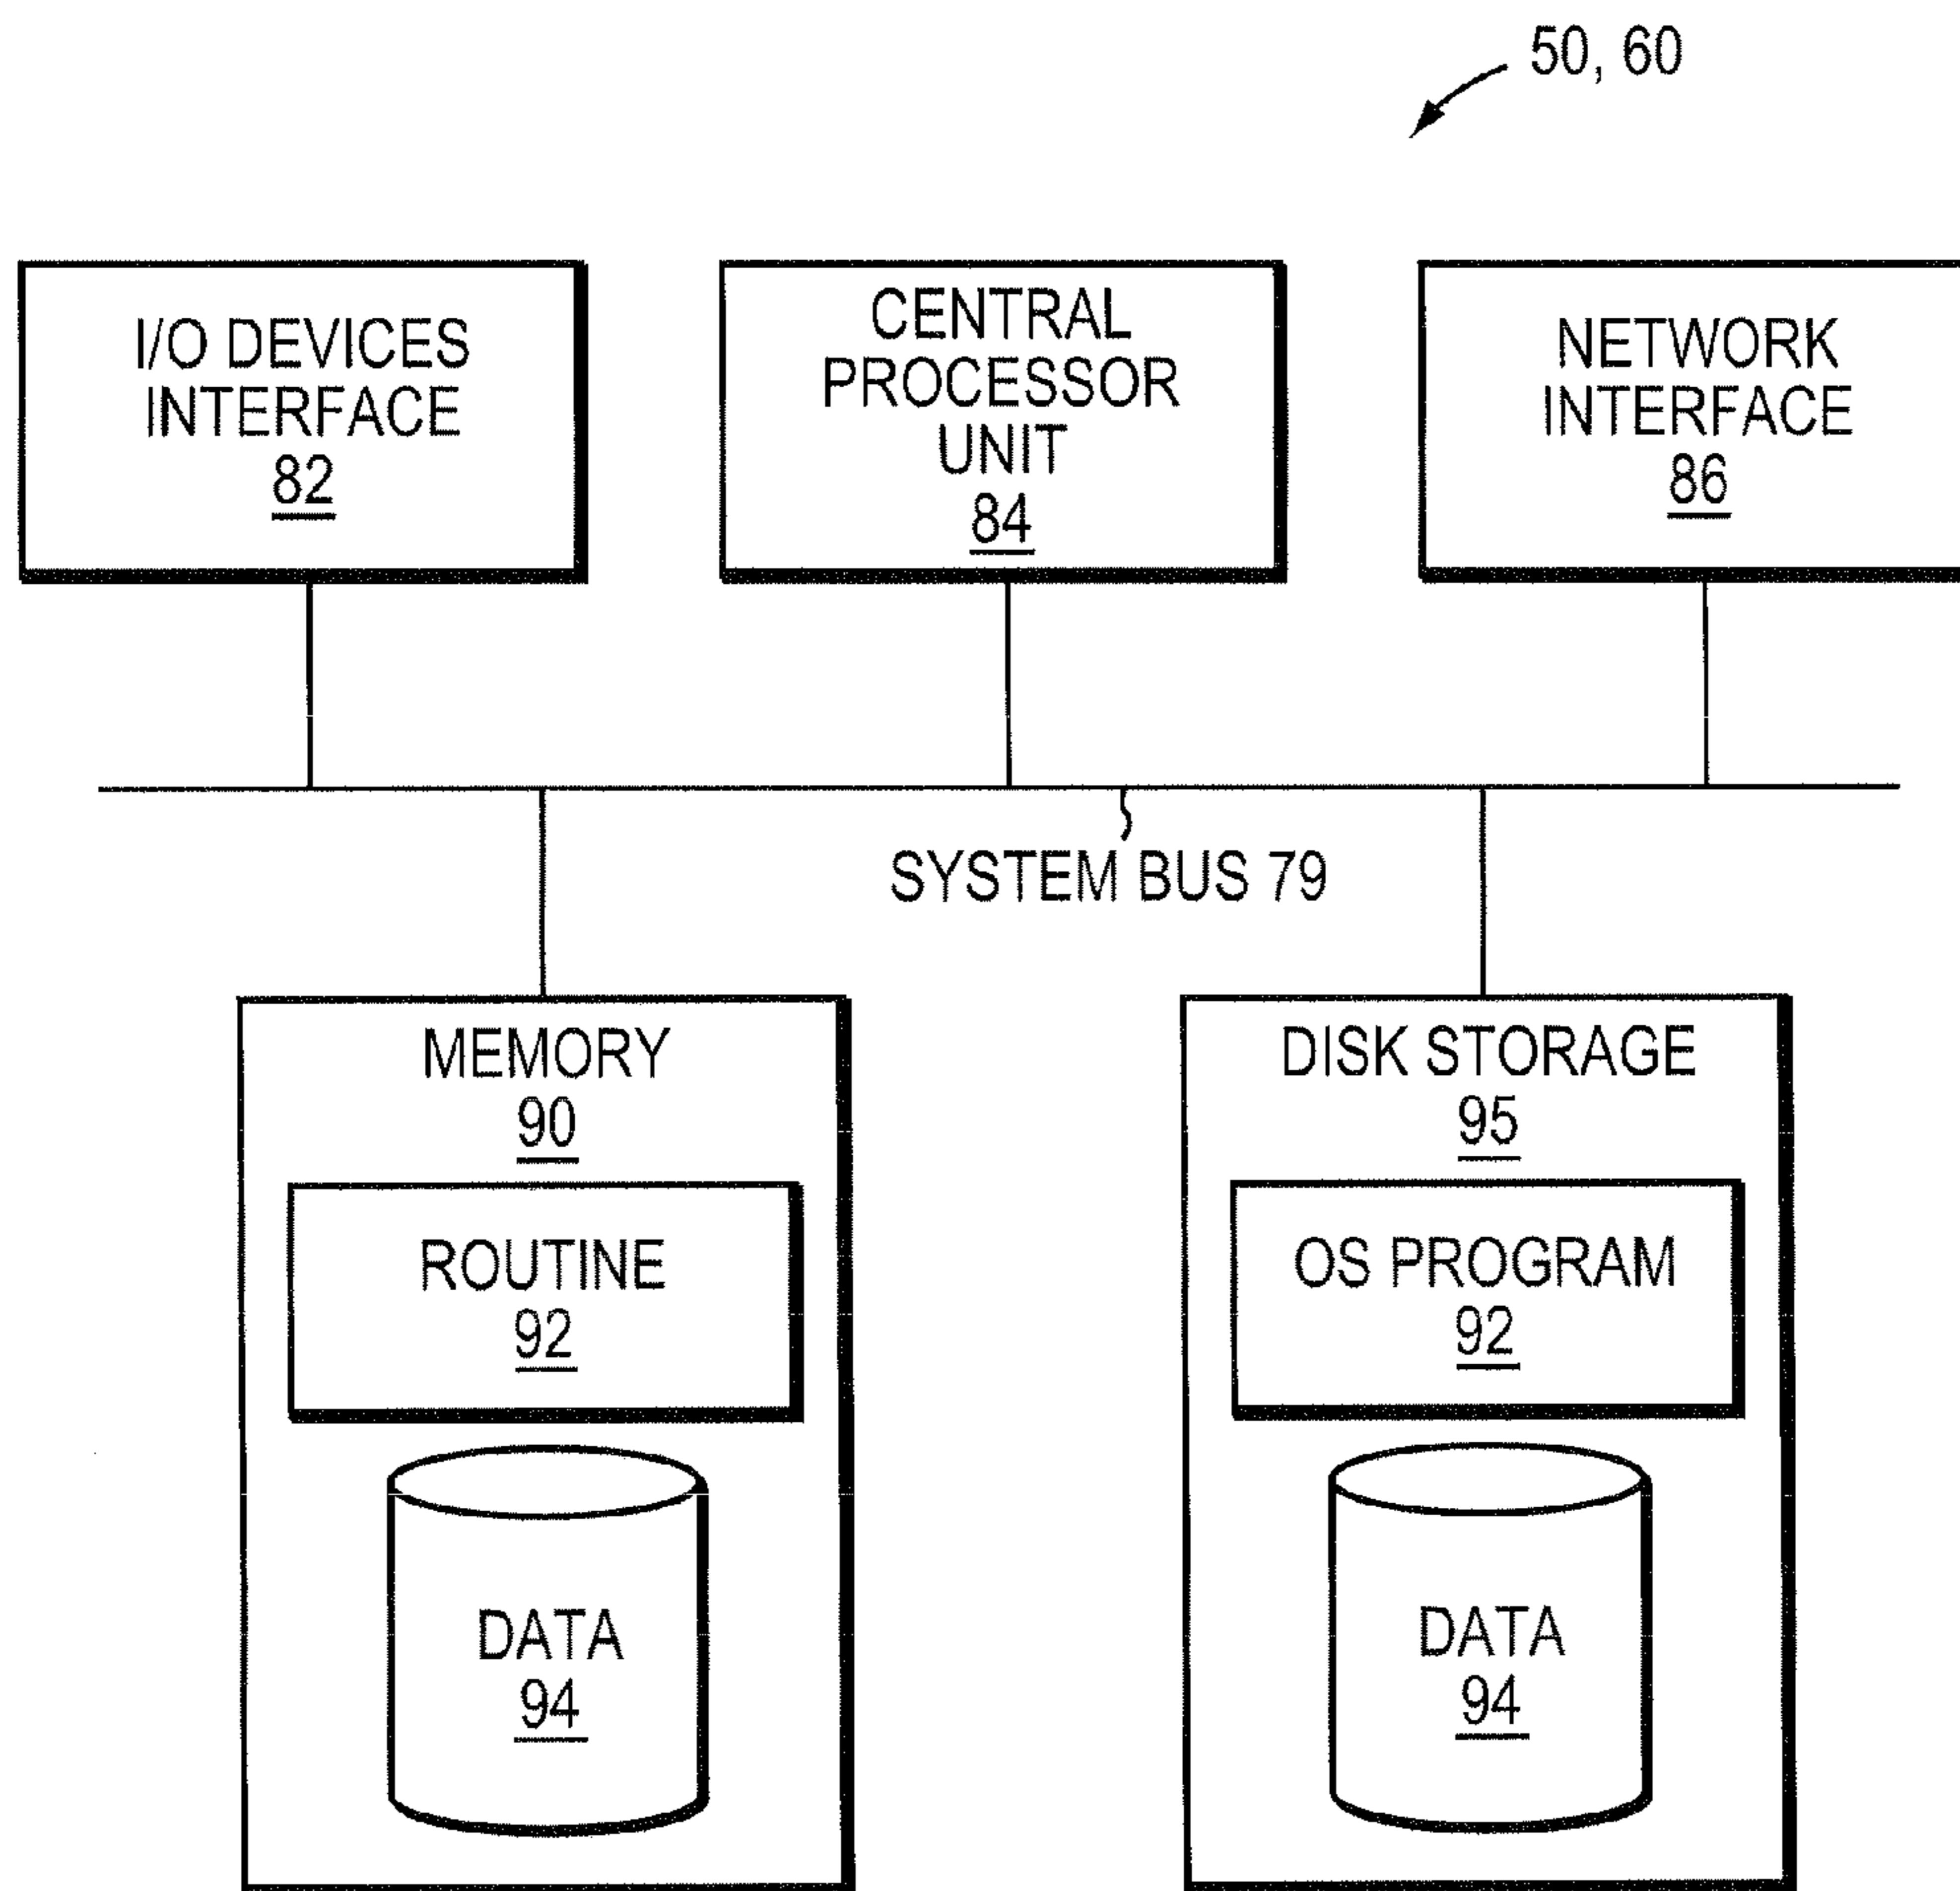 50, 60
I/O DEVICES
INTERFACE
82
CENTRAL
PROCESSOR
UNIT
84
NETWORK
INTERFACE
86
SYSTEM BUS 79
MEMORY
90
ROUTINE
92
DATA
94
DISK STORAGE
95
OS PROGRAM
92
DATA
94